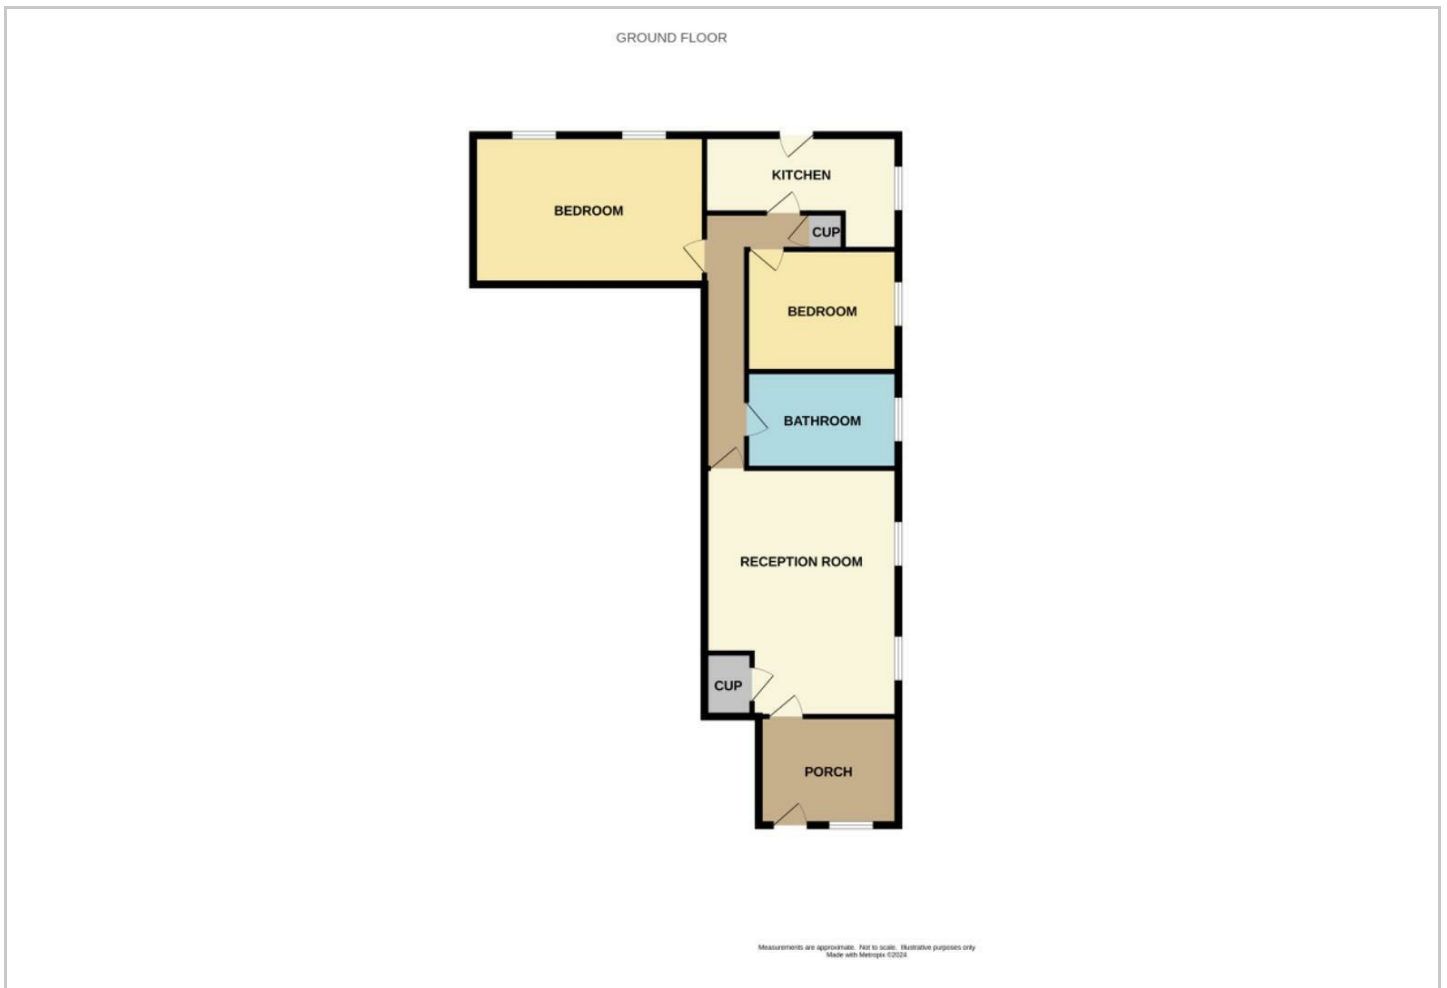 GROUND FLOOR
KITCHEN
BEDROOM
CUP
BEDROOM
BATHROOM
RECEPTION ROOM
CUP
PORCH
Measurements are approximate. Not to scale. Illustrative purposes only
Made with Metropix ©2024